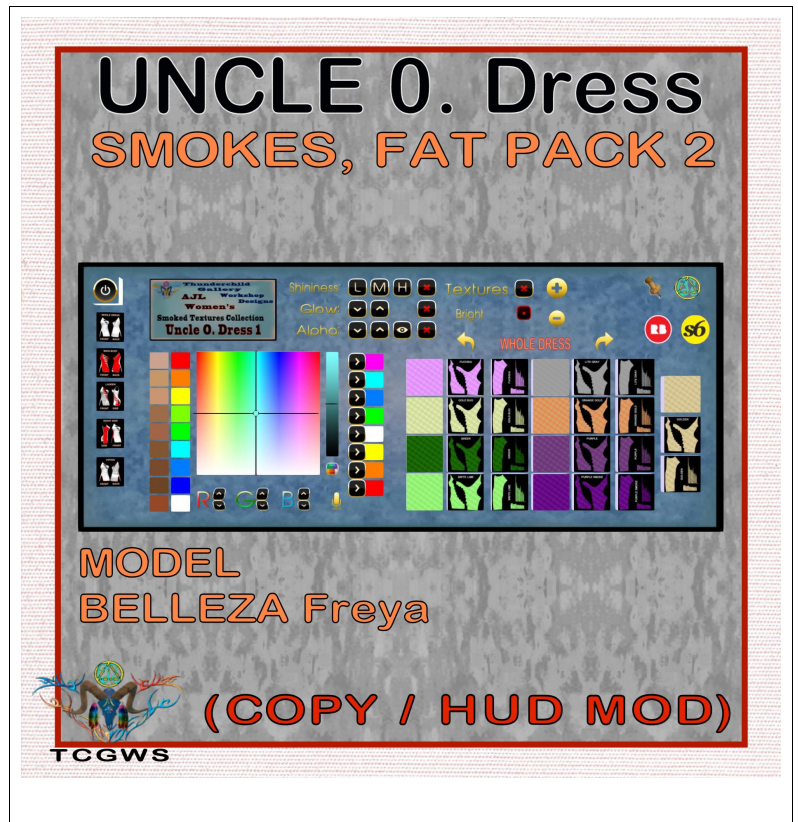 UNCLE O. Dress
SMOKES, FAT PACK 2
Thunderchild
Gallery
AJL Workshop
Designs
Women's
Smoked Textures Collection
Uncle O. Dress 1
Shininess: L M H
Glow:
Alpha:
Textures
Bright
WHOLE DRESS
RB
s6
R G B
MODEL
BELLEZA Freya
(COPY / HUD MOD)
TCGWS